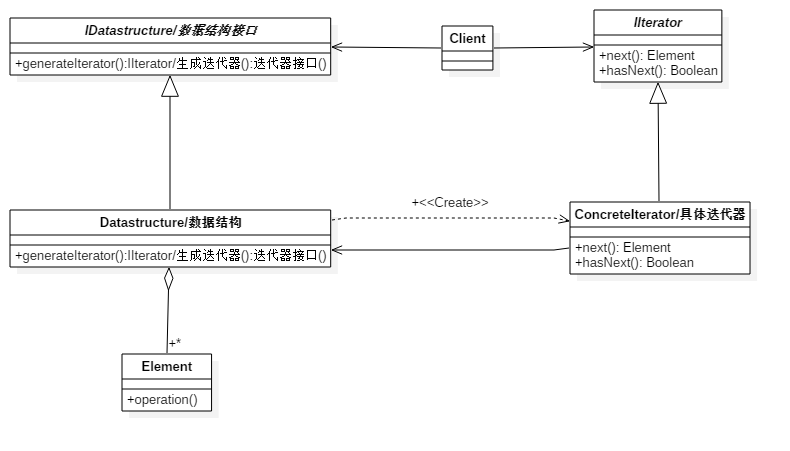 IDatastructure/数据结构接口
+generateIterator():IIterator/生成迭代器():迭代器接口()
Client
IIterator
+next(): Element
+hasNext(): Boolean
Datastructure/数据结构
+generateIterator():IIterator/生成迭代器():迭代器接口()
+<<Create>>
ConcreteIterator/具体迭代器
+next(): Element
+hasNext(): Boolean
+*
Element
+operation()